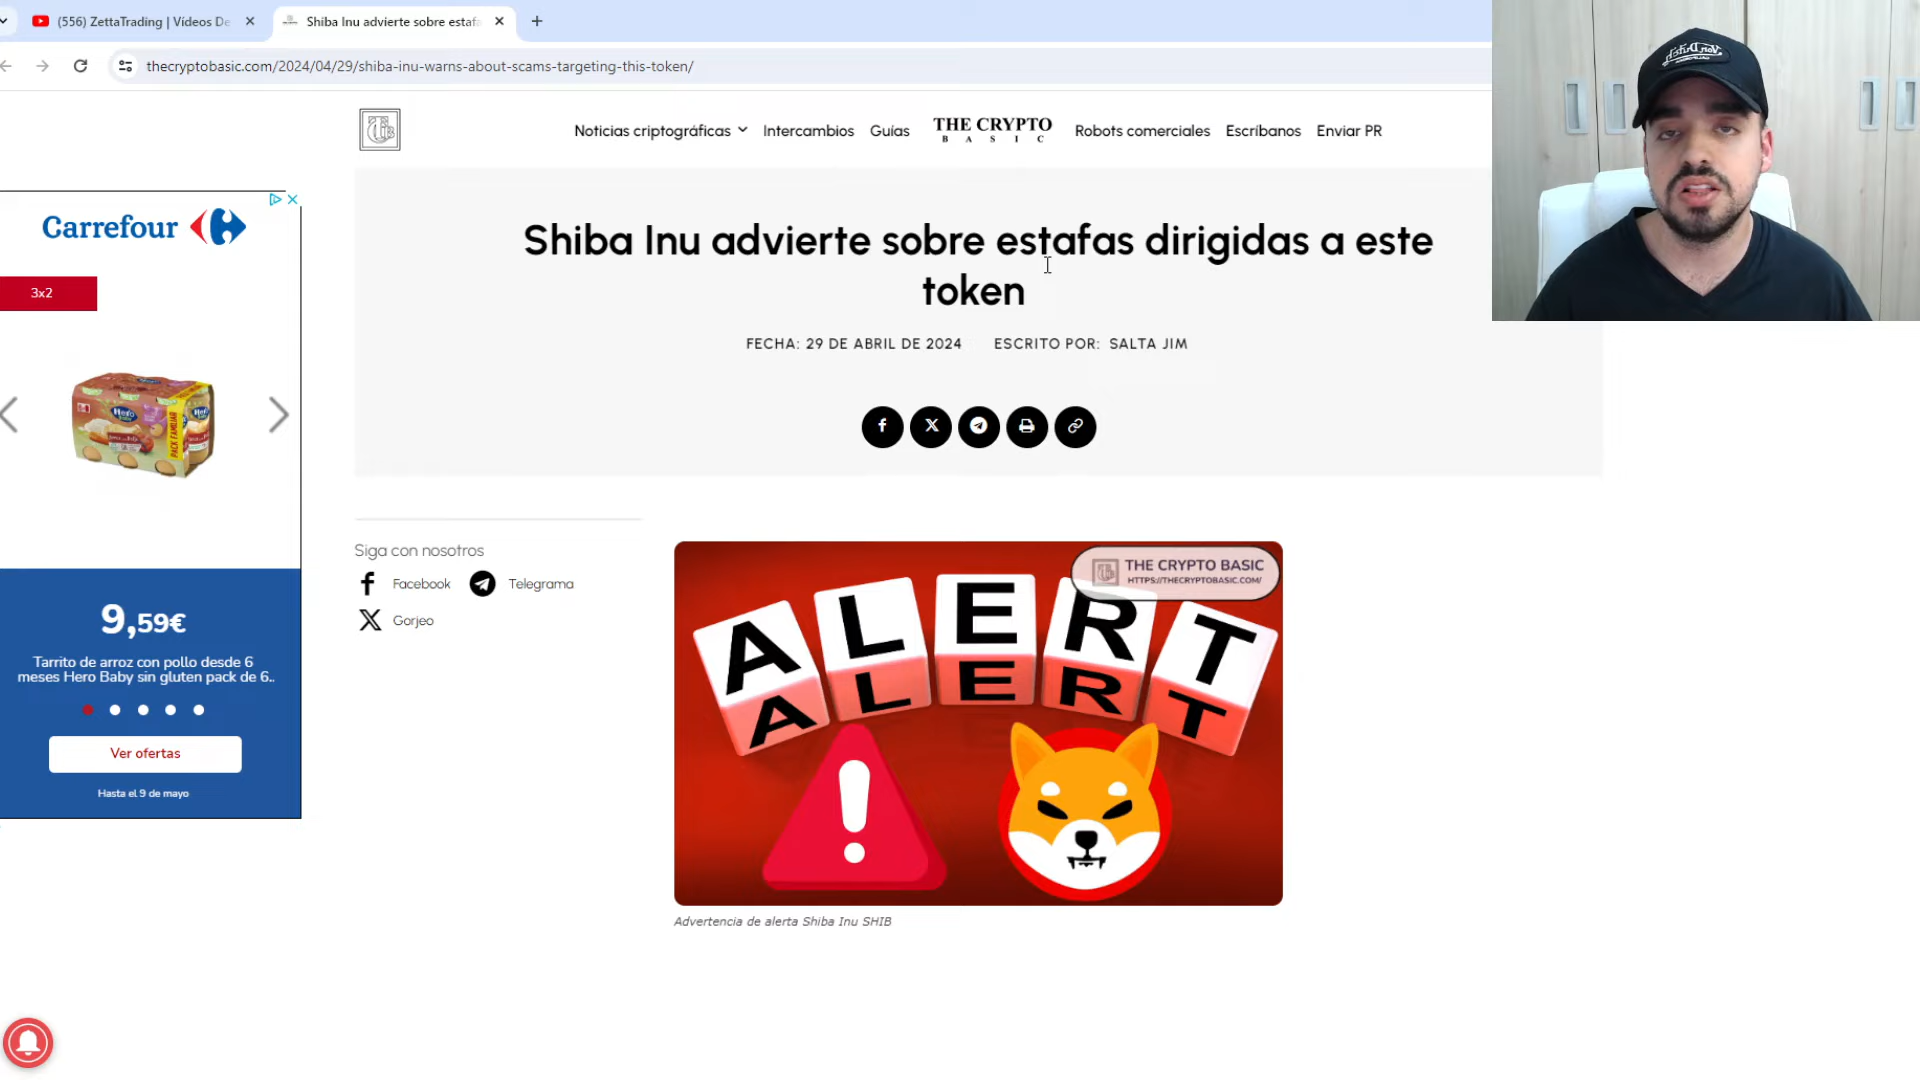 (556) ZettaTrading | Videos De
Shiba Inu advierte sobre estafa
thecryptobasic.com/2024/04/29/shiba-inu-warns-about-scams-targeting-this-token/
Noticias criptográficas
Intercambios
Guías
THE CRYPTO
BASIC
Robots comerciales
Escríbanos
Enviar PR
Carrefour
3x2
Hero
PACK FAMILIAR
9,59€
Tarrito de arroz con pollo desde 6
meses Hero Baby sin gluten pack de 6..
Ver ofertas
Hasta el 9 de mayo
Shiba Inu advierte sobre estafas dirigidas a este
token
FECHA: 29 DE ABRIL DE 2024
ESCRITO POR: SALTA JIM
Siga con nosotros
Facebook
Telegrama
Gorjeo
THE CRYPTO BASIC
HTTPS://THECRYPTOBASIC.COM/
ALERT
ALERT
Advertencia de alerta Shiba Inu SHIB